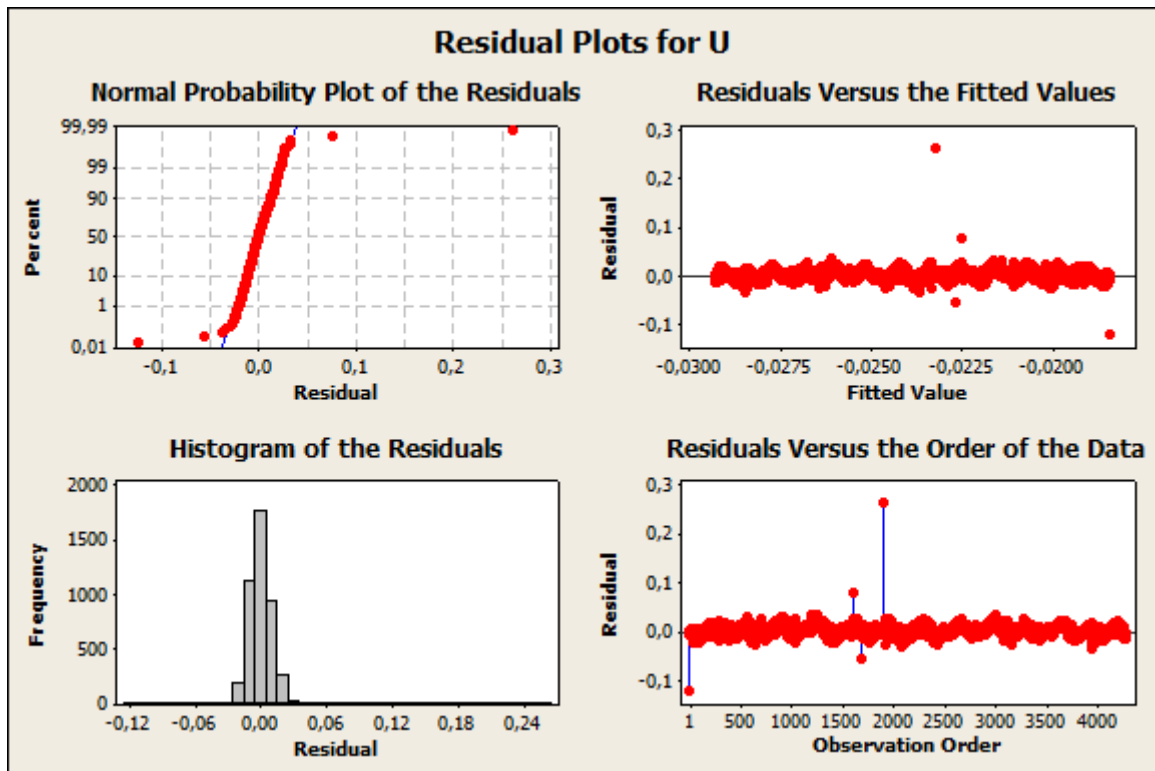 Residual Plots for U
Normal Probability Plot of the Residuals
99,99
99
90
50
10
1
0,01
Percent
-0,1 0,0 0,1 0,2 0,3
Residual
Residuals Versus the Fitted Values
0,3
0,2
0,1
0,0
-0,1
Residual
-0,0300 -0,0275 -0,0250 -0,0225 -0,0200
Fitted Value
Histogram of the Residuals
2000
1500
1000
500
0
Frequency
-0,12 -0,06 0,00 0,06 0,12 0,18 0,24
Residual
Residuals Versus the Order of the Data
0,3
0,2
0,1
0,0
-0,1
Residual
1 500 1000 1500 2000 2500 3000 3500 4000
Observation Order